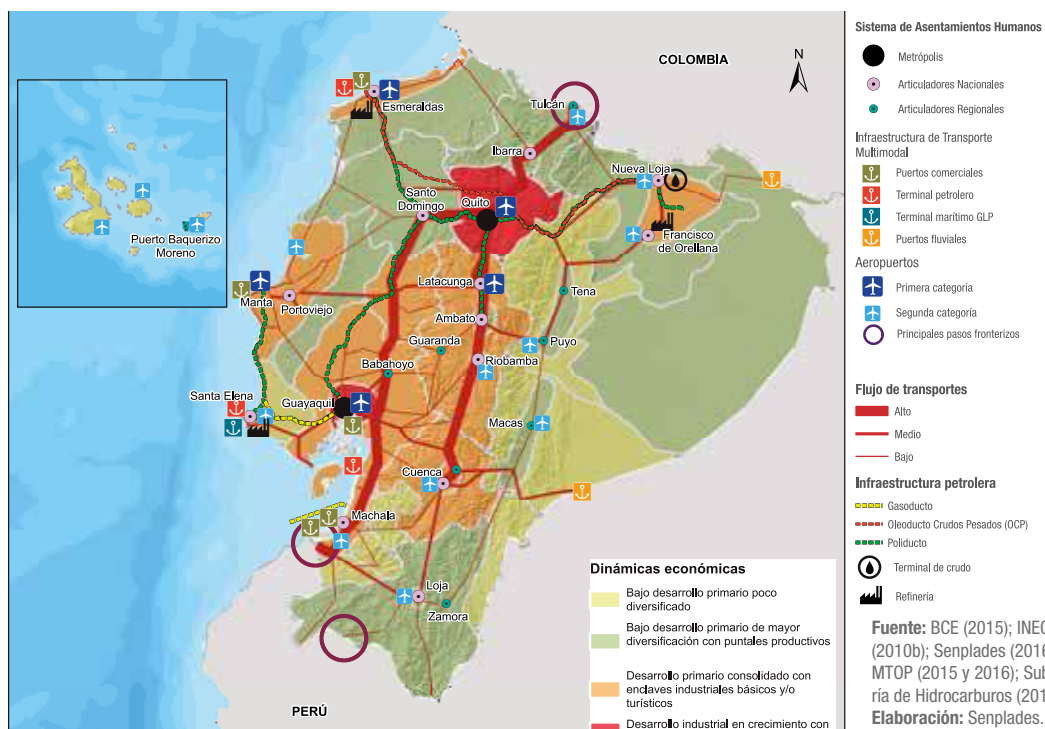 COLOMBIA
N
Esmeraldas
Tulcán
Ibarra
Nueva Loja
Santo
Domingo
Quito
Puerto Baquerizo
Moreno
Francisco
de Orellana
Latacunga
Tena
Manta
Portoviejo
Ambato
Guaranda
Puyo
Riobamba
Babahoyo
Santa Elena
Guayaquil
Macas
Cuenca
Machala
Loja
Zamora
PERÚ
Dinámicas económicas
Bajo desarrollo primario poco
diversificado
Bajo desarrollo primario de mayor
diversificación con puntales productivos
Desarrollo primario consolidado con
enclaves industriales básicos y/o
turísticos
Desarrollo industrial en crecimiento con
Sistema de Asentamientos Humanos
Metrópolis
Articuladores Nacionales
Articuladores Regionales
Infraestructura de Transporte
Multimodal
Puertos comerciales
Terminal petrolero
Terminal marítimo GLP
Puertos fluviales
Aeropuertos
Primera categoría
Segunda categoría
Principales pasos fronterizos
Flujo de transportes
Alto
Medio
Bajo
Infraestructura petrolera
Gasoducto
Oleoducto Crudos Pesados (OCP)
Poliducto
Terminal de crudo
Refinería
Fuente: BCE (2015); INEC
(2010b); Senplades (2016
MTOP (2015 y 2016); Sub
ría de Hidrocarburos (201
Elaboración: Senplades.